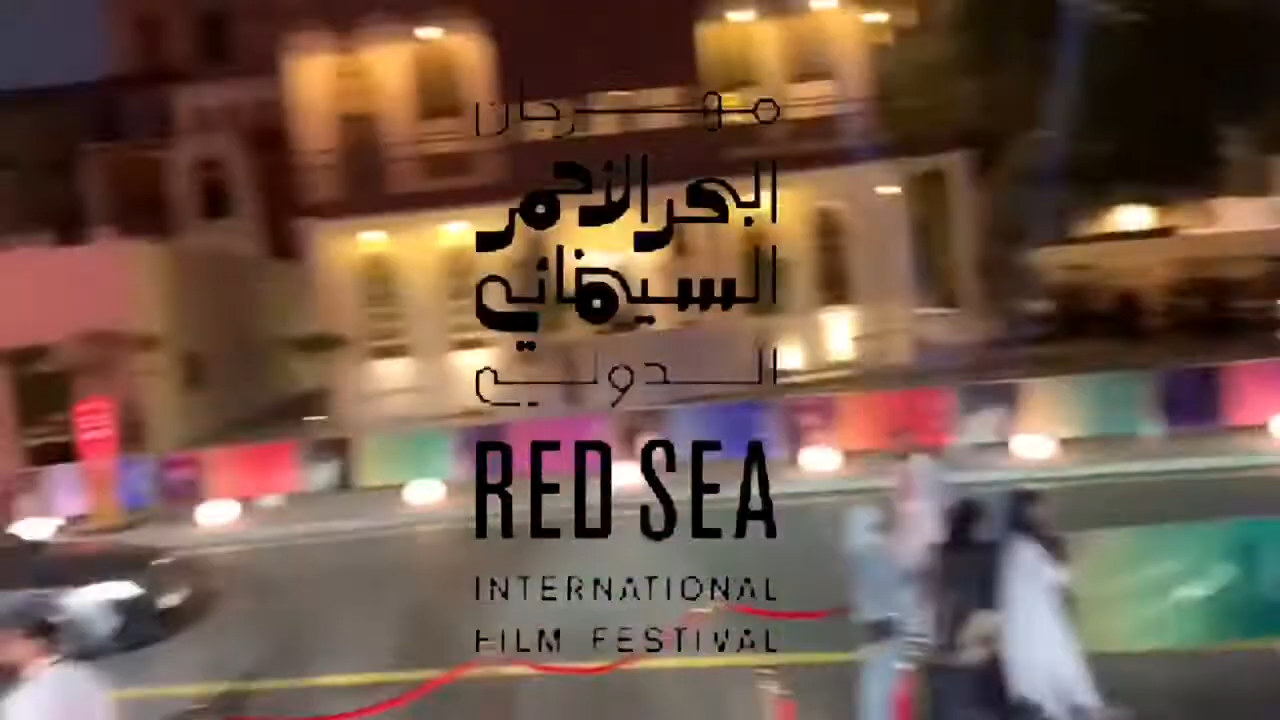 مهرجان
البحر الأحمر
السينمائي
الدولي
RED SEA
INTERNATIONAL
FILM FESTIVAL